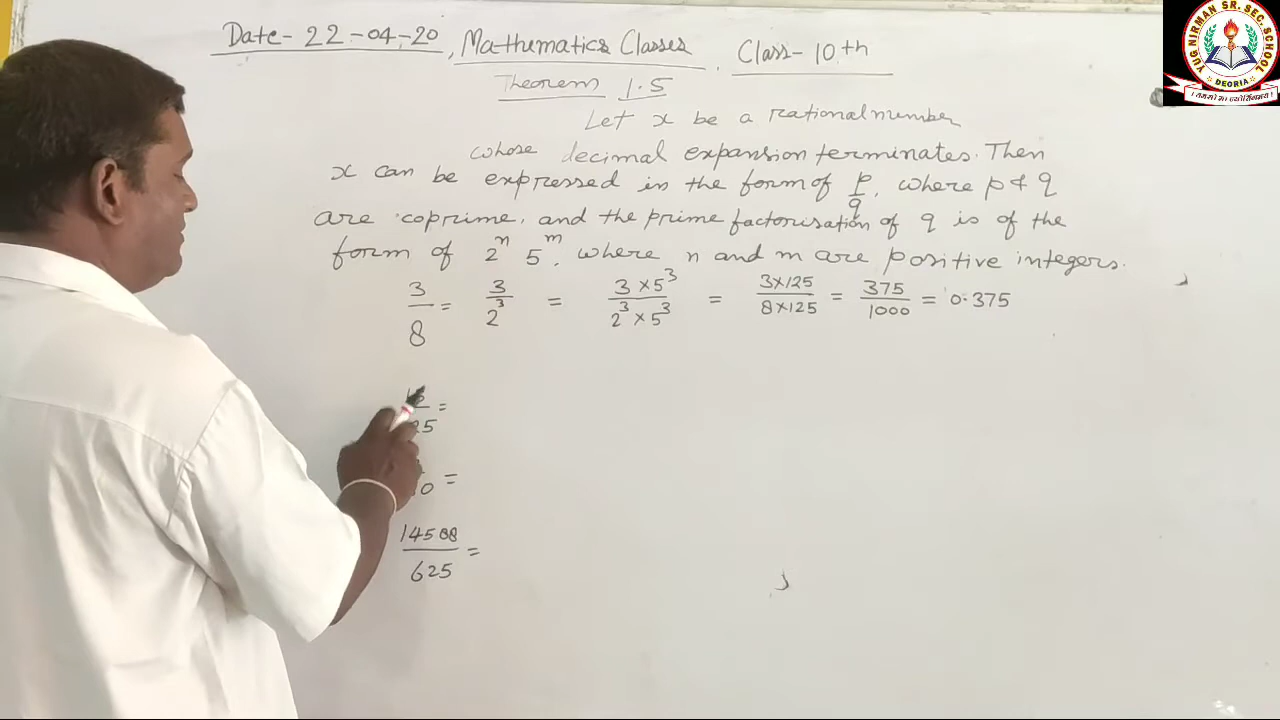 Date- 22-04-20, Mathematics Classes. Class- 10th
Theorem 1.5
Let x be a rational number
whose decimal expansion terminates. Then
x can be expressed in the form of p/q, where p & q
are coprime, and the prime factorisation of q is of the
form of 2^n 5^m, where n and m are positive integers.
3/8 = 3/2^3 = 3×5^3/2^3×5^3 = 3×125/8×125 = 375/1000 = 0.375
25 =
0 =
14588/625 =
YUG NIRMAN SR. SEC. SCHOOL
DEORIA